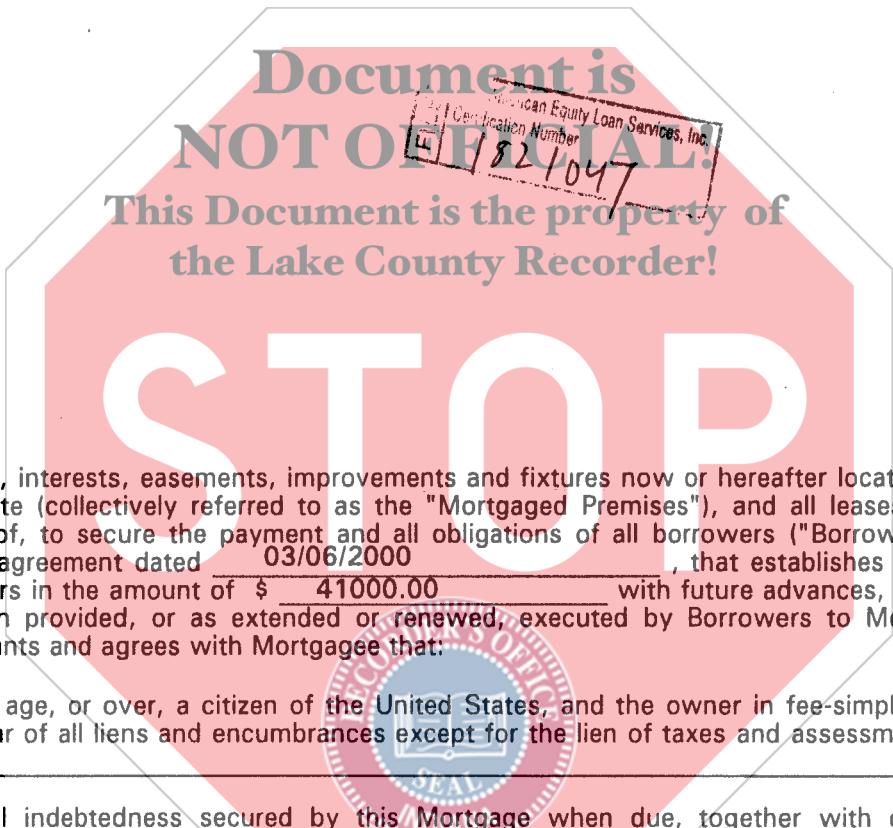 Document is
NOT OFFICIAL!
This Document is the property of
the Lake County Recorder!
Equity Loan Services, Inc.
Certification Number
1821047
STOP
, interests, easements, improvements and fixtures now or hereafter locat
te (collectively referred to as the "Mortgaged Premises"), and all lease
of, to secure the payment and all obligations of all borrowers ("Borrow
agreement dated 03/06/2000 , that establishes
rs in the amount of $ 41000.00 with future advances,
n provided, or as extended or renewed, executed by Borrowers to M
ants and agrees with Mortgagee that:
age, or over, a citizen of the United States, and the owner in fee-simpl
ar of all liens and encumbrances except for the lien of taxes and assessm
l indebtedness secured by this Mortgage when due, together with
RECORDER'S OFFICE
SEAL